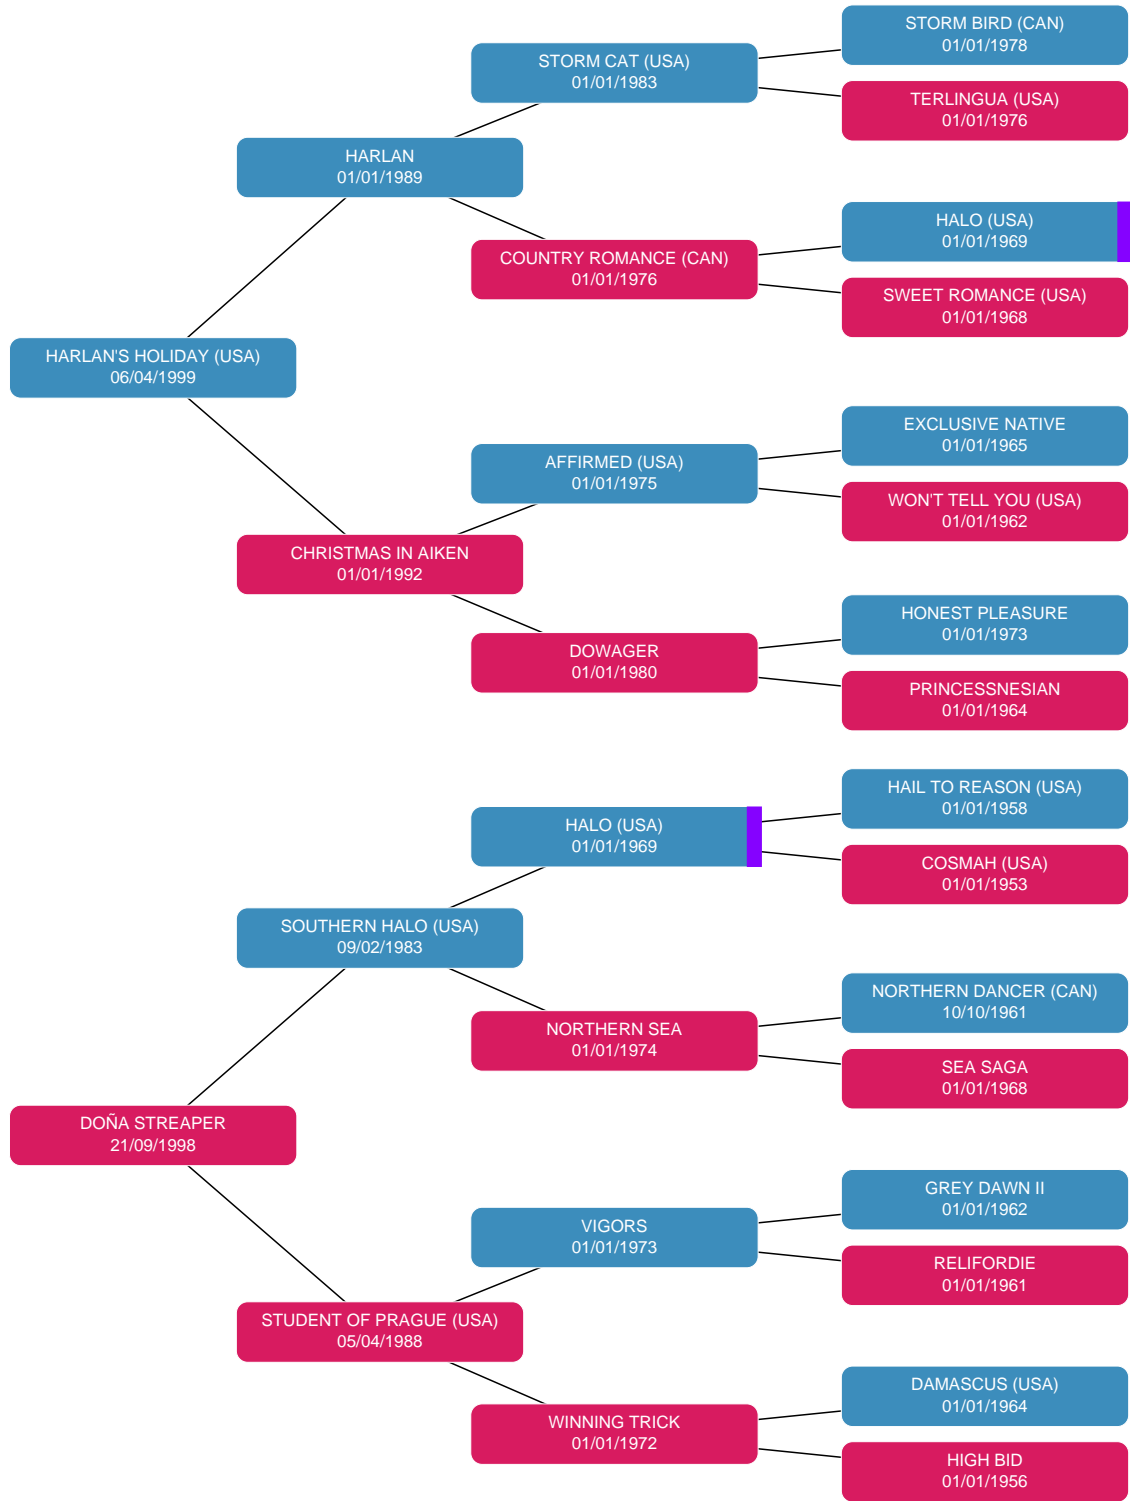 STORM BIRD (CAN)
01/01/1978
STORM CAT (USA)
01/01/1983
TERLINGUA (USA)
01/01/1976
HARLAN
01/01/1989
HALO (USA)
01/01/1969
COUNTRY ROMANCE (CAN)
01/01/1976
SWEET ROMANCE (USA)
01/01/1968
HARLAN'S HOLIDAY (USA)
06/04/1999
EXCLUSIVE NATIVE
01/01/1965
AFFIRMED (USA)
01/01/1975
WON'T TELL YOU (USA)
01/01/1962
CHRISTMAS IN AIKEN
01/01/1992
HONEST PLEASURE
01/01/1973
DOWAGER
01/01/1980
PRINCESSNESIAN
01/01/1964
HAIL TO REASON (USA)
01/01/1958
HALO (USA)
01/01/1969
COSMAH (USA)
01/01/1953
SOUTHERN HALO (USA)
09/02/1983
NORTHERN DANCER (CAN)
10/10/1961
NORTHERN SEA
01/01/1974
SEA SAGA
01/01/1968
DOÑA STREAPER
21/09/1998
GREY DAWN II
01/01/1962
VIGORS
01/01/1973
RELIFORDIE
01/01/1961
STUDENT OF PRAGUE (USA)
05/04/1988
DAMASCUS (USA)
01/01/1964
WINNING TRICK
01/01/1972
HIGH BID
01/01/1956